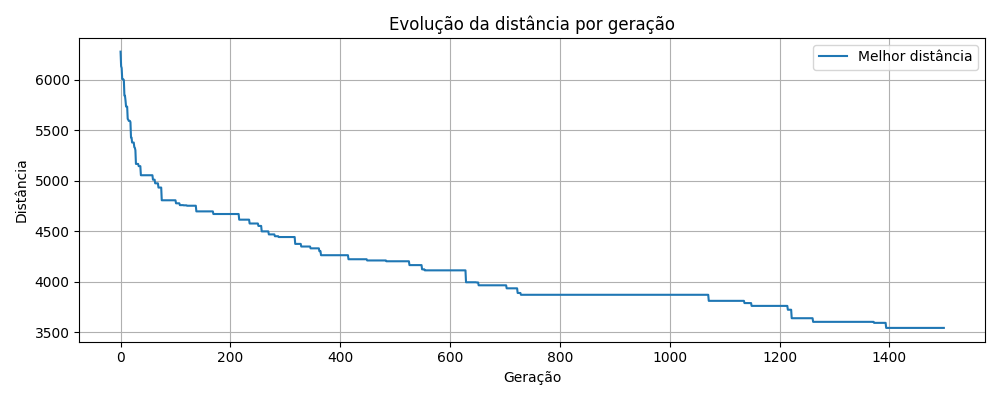 Evolução da distância por geração
Melhor distância
Distância
6000
5500
5000
4500
4000
3500
0 200 400 600 800 1000 1200 1400
Geração